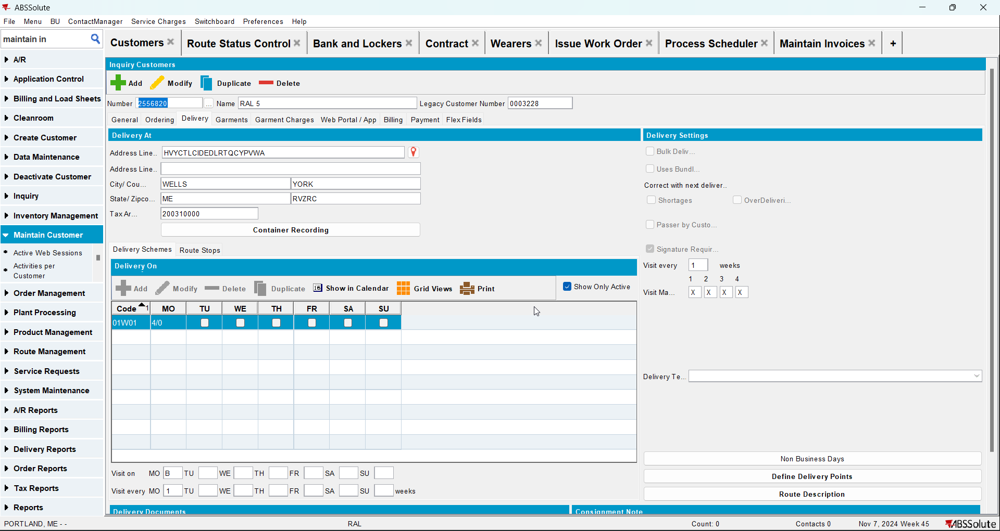 ABSSolute
File Menu BU ContactManager Service Charges Switchboard Preferences Help
maintain in
Customers Route Status Control Bank and Lockers Contract Wearers Issue Work Order Process Scheduler Maintain Invoices +
A/R
Application Control
Billing and Load Sheets
Cleanroom
Create Customer
Data Maintenance
Deactivate Customer
Inquiry
Inventory Management
Maintain Customer
Active Web Sessions
Activities per
Customer
Order Management
Plant Processing
Product Management
Route Management
Service Requests
System Maintenance
A/R Reports
Billing Reports
Delivery Reports
Order Reports
Tax Reports
Reports
Inquiry Customers
Add Modify Duplicate Delete
Number 2556820 ... Name RAL 5 Legacy Customer Number 0003228
General Ordering Delivery Garments Garment Charges Web Portal / App Billing Payment Flex Fields
Delivery At
Address Line.. HVYCTLCIDEDLRTQCYPVWA
Address Line..
City/ Cou... WELLS YORK
State/ Zipco... ME RVZRC
Tax Ar... 200310000
Container Recording
Delivery Schemes Route Stops
Delivery On
Add Modify Delete Duplicate 16 Show in Calendar Grid Views Print Show Only Active
Code 1 MO TU WE TH FR SA SU
01W01 4/0
Visit on MO B TU WE TH FR SA SU
Visit every MO 1 TU WE TH FR SA SU weeks
Delivery Settings
Bulk Deliv...
Uses Bundl...
Correct with next deliver..
Shortages OverDeliveri...
Passer by Custo...
Signature Requir...
Visit every 1 weeks
1 2 3 4
Visit Ma... X X X X
Delivery Te...
Non Business Days
Define Delivery Points
Route Description
Delivery Documents Consignment Note
PORTLAND, ME - - RAL Count: 0 Contacts 0 Nov 7, 2024 Week 45 ABSSolute